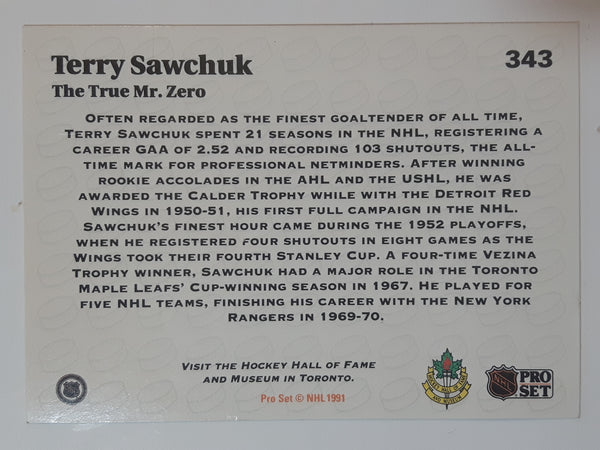 Terry Sawchuk 343
The True Mr. Zero
OFTEN REGARDED AS THE FINEST GOALTENDER OF ALL TIME,
TERRY SAWCHUK SPENT 21 SEASONS IN THE NHL, REGISTERING A
CAREER GAA OF 2.52 AND RECORDING 103 SHUTOUTS, THE ALL-
TIME MARK FOR PROFESSIONAL NETMINDERS. AFTER WINNING
ROOKIE ACCOLADES IN THE AHL AND THE USHL, HE WAS
AWARDED THE CALDER TROPHY WHILE WITH THE DETROIT RED
WINGS IN 1950-51, HIS FIRST FULL CAMPAIGN IN THE NHL.
SAWCHUK'S FINEST HOUR CAME DURING THE 1952 PLAYOFFS,
WHEN HE REGISTERED FOUR SHUTOUTS IN EIGHT GAMES AS THE
WINGS TOOK THEIR FOURTH STANLEY CUP. A FOUR-TIME VEZINA
TROPHY WINNER, SAWCHUK HAD A MAJOR ROLE IN THE TORONTO
MAPLE LEAFS' CUP-WINNING SEASON IN 1967. HE PLAYED FOR
FIVE NHL TEAMS, FINISHING HIS CAREER WITH THE NEW YORK
RANGERS IN 1969-70.
VISIT THE HOCKEY HALL OF FAME
AND MUSEUM IN TORONTO.
Pro Set © NHL 1991
NHL
PRO
SET